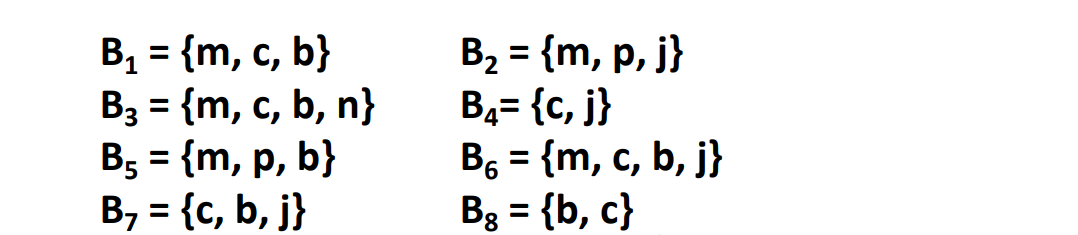 B₁ = {m, c, b} B₂ = {m, p, j}
B₃ = {m, c, b, n} B₄= {c, j}
B₅ = {m, p, b} B₆ = {m, c, b, j}
B₇ = {c, b, j} B₈ = {b, c}